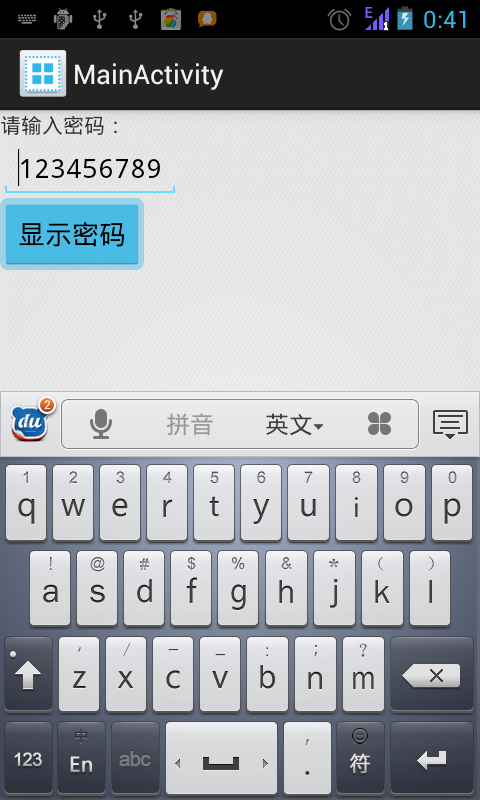 0:41
E
1
MainActivity
请输入密码：
123456789
显示密码
du
2
拼音
英文
1 2 3 4 5 6 7 8 9 0
q w e r t y u i o p
! @ # $ % & * ( )
a s d f g h j k l
' / – _ : ; ?
z x c v b n m
123
中
En
abc
,
.
符